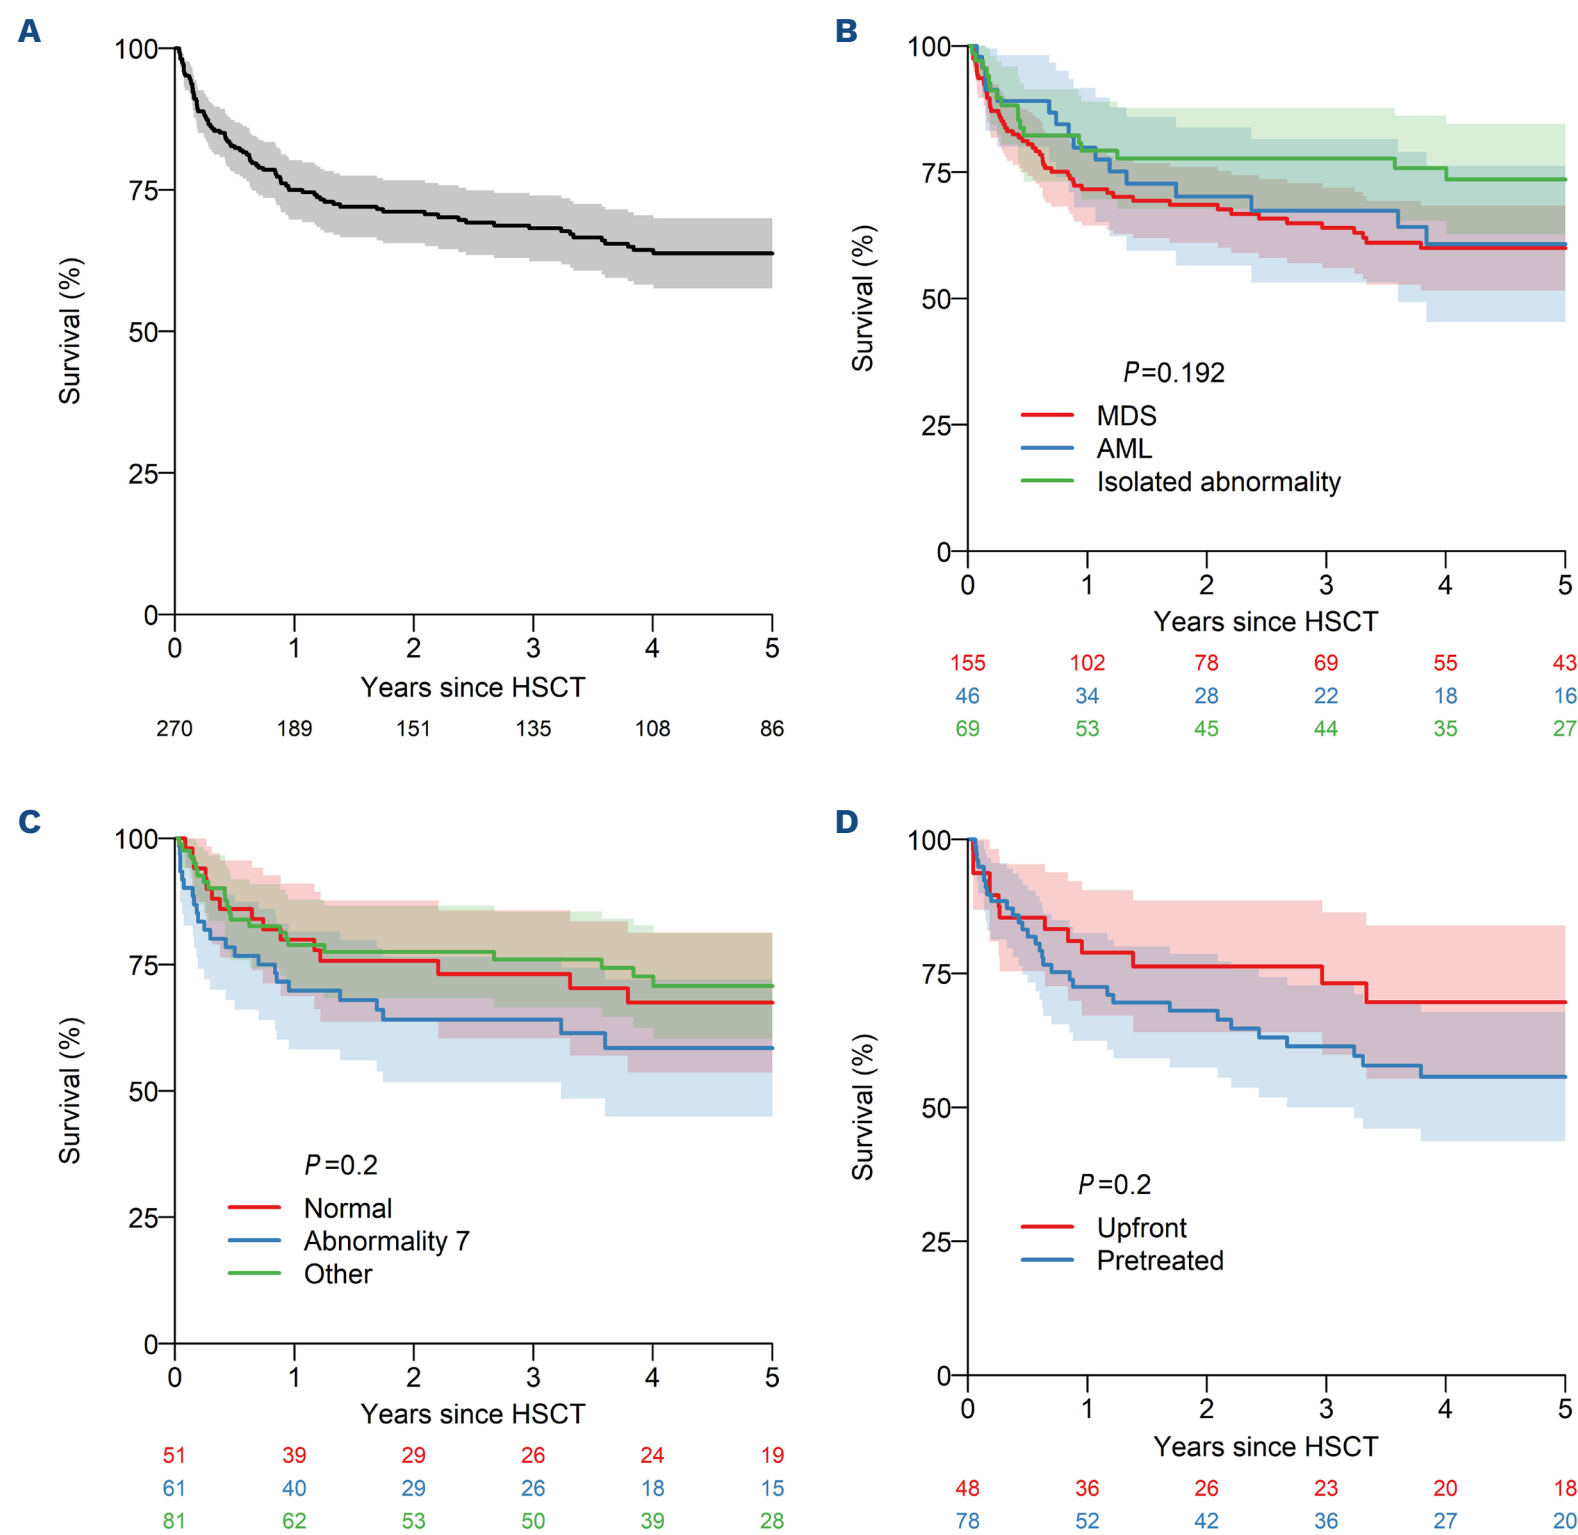 A
100
75
50
25
0
Survival (%)
0 1 2 3 4 5
Years since HSCT
270 189 151 135 108 86
B
100
75
50
25
0
Survival (%)
P=0.192
MDS
AML
Isolated abnormality
0 1 2 3 4 5
Years since HSCT
155 102 78 69 55 43
46 34 28 22 18 16
69 53 45 44 35 27
C
100
75
50
25
0
Survival (%)
P=0.2
Normal
Abnormality 7
Other
0 1 2 3 4 5
Years since HSCT
51 39 29 26 24 19
61 40 29 26 18 15
81 62 53 50 39 28
D
100
75
50
25
0
Survival (%)
P=0.2
Upfront
Pretreated
0 1 2 3 4 5
Years since HSCT
48 36 26 23 20 18
78 52 42 36 27 20